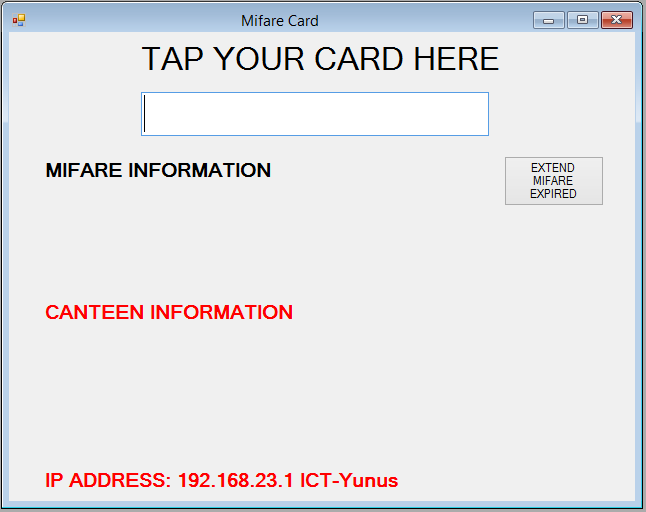 Mifare Card
TAP YOUR CARD HERE
MIFARE INFORMATION
EXTEND
MIFARE
EXPIRED
CANTEEN INFORMATION
IP ADDRESS: 192.168.23.1 ICT-Yunus